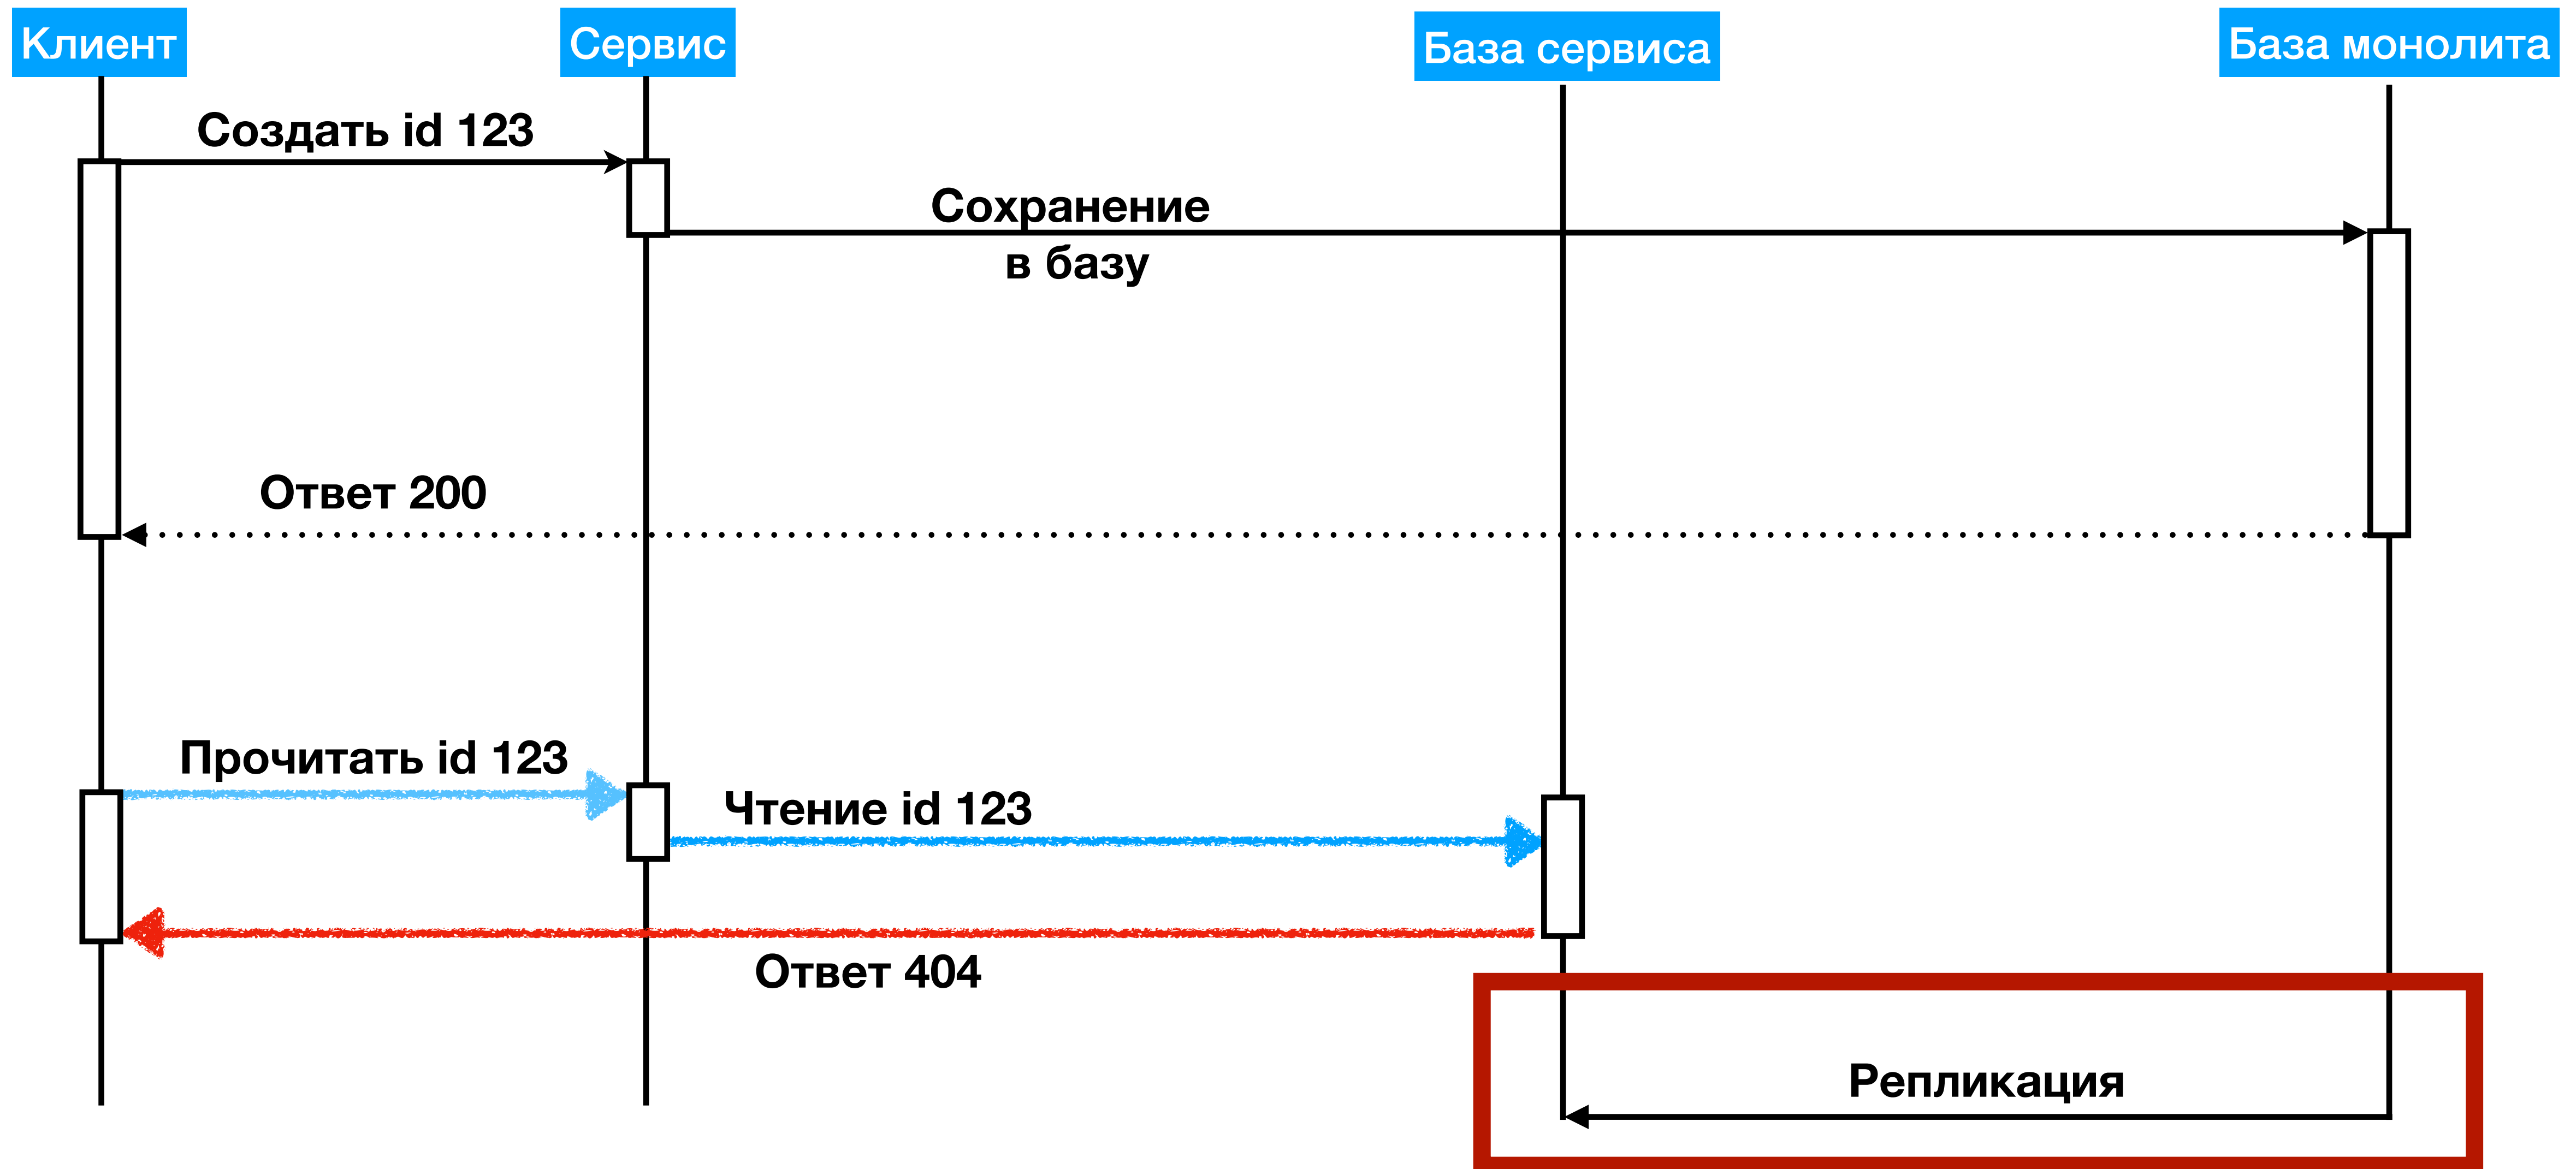 Клиент
Сервис
База сервиса
База монолита
Создать id 123
Сохранение
в базу
Ответ 200
Прочитать id 123
Чтение id 123
Ответ 404
Репликация